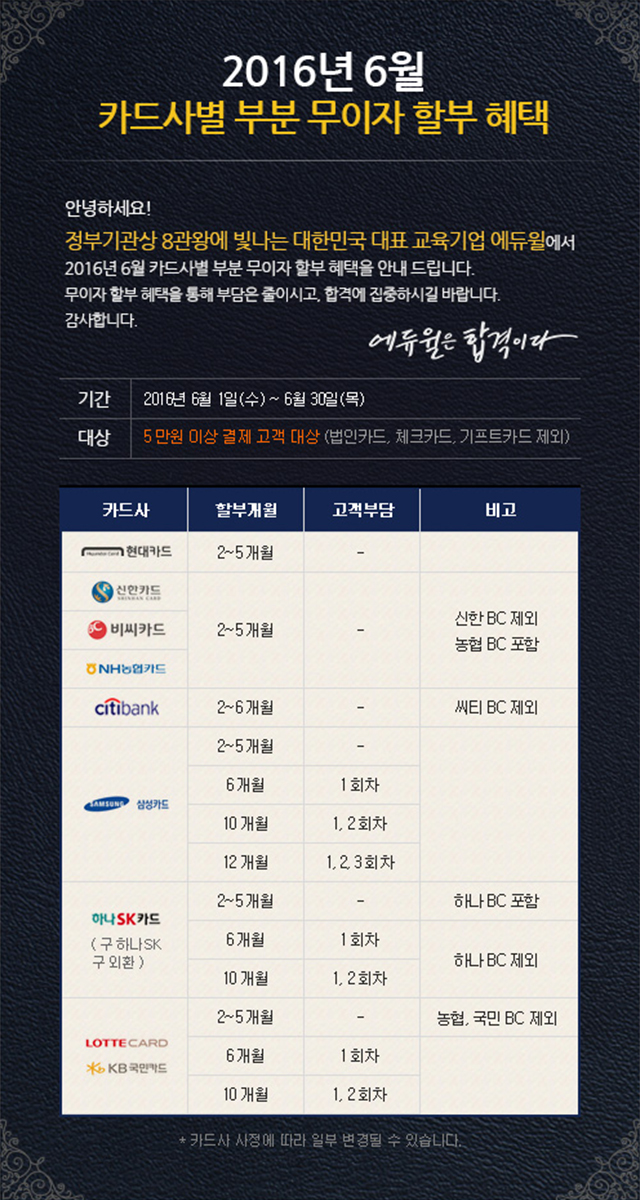 2016년 6월
카드사별 부분 무이자 할부 혜택
안녕하세요!
정부기관상 8관왕에 빛나는 대한민국 대표 교육기업 에듀윌에서
2016년 6월 카드사별 부분 무이자 할부 혜택을 안내 드립니다.
무이자 할부 혜택을 통해 부담은 줄이시고, 합격에 집중하시길 바랍니다.
감사합니다.
에듀윌은 합격이다
기간 2016년 6월 1일(수) ~ 6월 30일(목)
대상 5만원 이상 결제 고객 대상 (법인카드, 체크카드, 기프트카드 제외)
카드사 할부개월 고객부담 비고
현대카드 2~5개월 -
신한카드
SHINHAN CARD
비씨카드 2~5개월 - 신한 BC 제외
농협 BC 포함
NH농협카드
citibank 2~6개월 - 씨티 BC 제외
2~5개월 -
6개월 1회차
SAMSUNG 삼성카드
10개월 1, 2회차
12개월 1, 2, 3회차
2~5개월 - 하나 BC 포함
하나SK카드
(구 하나SK
구 외환)
6개월 1회차
하나 BC 제외
10개월 1, 2회차
2~5개월 - 농협, 국민 BC 제외
LOTTE CARD
6개월 1회차
KB국민카드
10개월 1, 2회차
* 카드사 사정에 따라 일부 변경될 수 있습니다.